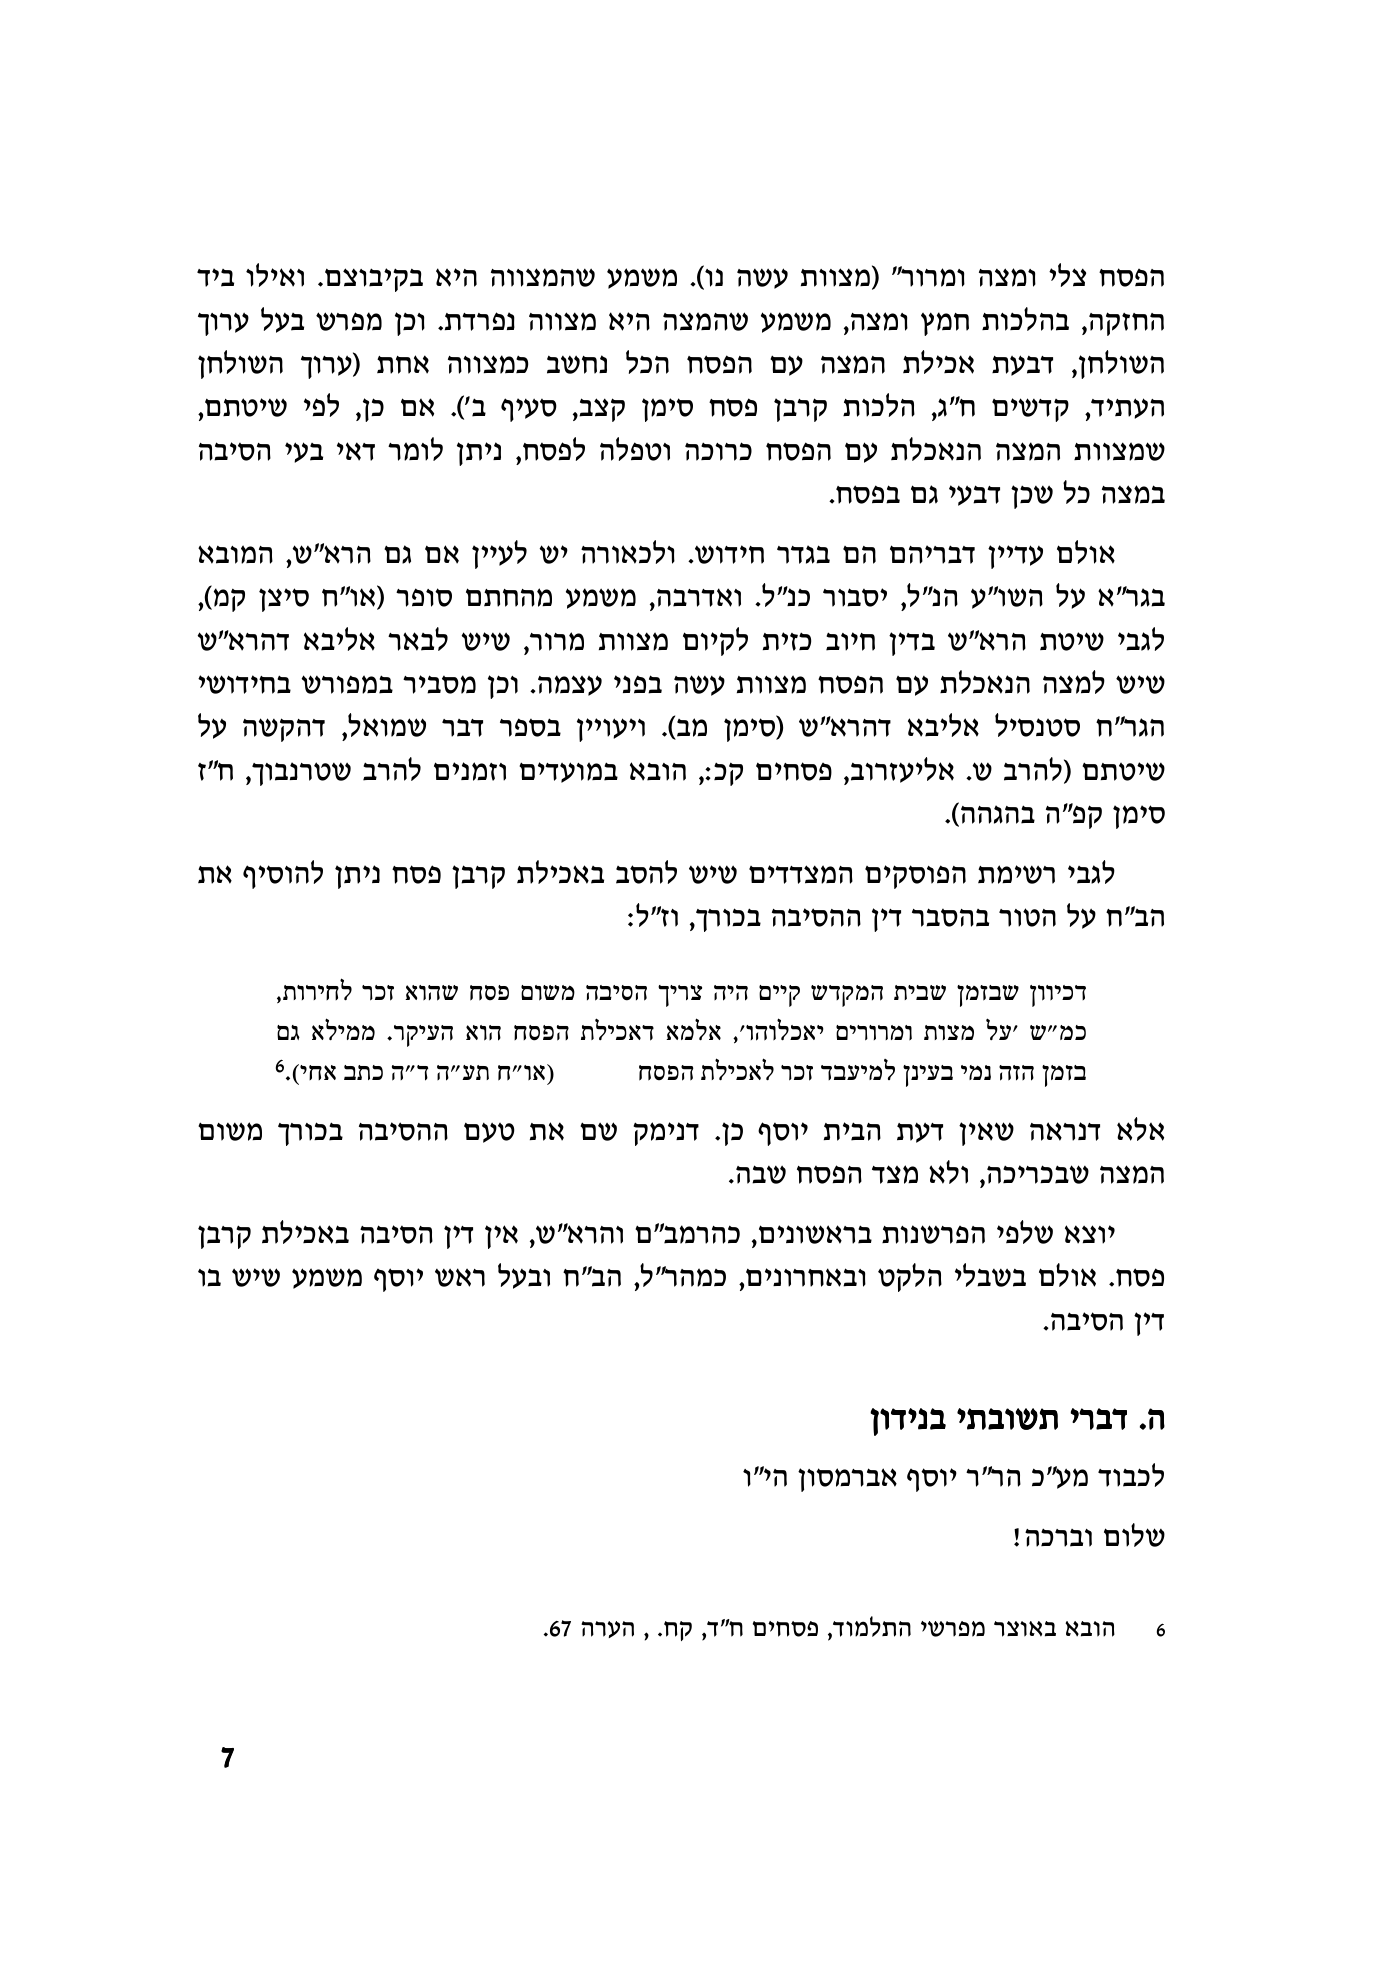 הפסח צלי ומצה ומרור" (מצוות עשה נו). משמע שהמצווה היא בקיבוצם. ואילו ביד
החזקה, בהלכות חמץ ומצה, משמע שהמצה היא מצווה נפרדת. וכן מפרש בעל ערוך
השולחן, דבעת אכילת המצה עם הפסח הכל נחשב כמצווה אחת (ערוך השולחן
העתיד, קדשים ח"ג, הלכות קרבן פסח סימן קצב, סעיף ב'). אם כן, לפי שיטתם,
שמצוות המצה הנאכלת עם הפסח כרוכה וטפלה לפסח, ניתן לומר דאי בעי הסיבה
במצה כל שכן דבעי גם בפסח.
אולם עדיין דבריהם הם בגדר חידוש. ולכאורה יש לעיין אם גם הרא"ש, המובא
בגר"א על השו"ע הנ"ל, יסבור כנ"ל. ואדרבה, משמע מהחתם סופר (או"ח סיצן קמ),
לגבי שיטת הרא"ש בדין חיוב כזית לקיום מצוות מרור, שיש לבאר אליבא דהרא"ש
שיש למצה הנאכלת עם הפסח מצוות עשה בפני עצמה. וכן מסביר במפורש בחידושי
הגר"ח סטנסיל אליבא דהרא"ש (סימן מב). ויעויין בספר דבר שמואל, דהקשה על
שיטתם (להרב ש. אליעזרוב, פסחים קכ:, הובא במועדים וזמנים להרב שטרנבוך, ח"ז
סימן קפ"ה בהגהה).
לגבי רשימת הפוסקים המצדדים שיש להסב באכילת קרבן פסח ניתן להוסיף את
הב"ח על הטור בהסבר דין ההסיבה בכורך, וז"ל:
דכיוון שבזמן שבית המקדש קיים היה צריך הסיבה משום פסח שהוא זכר לחירות,
כמ"ש 'על מצות ומרורים יאכלוהו', אלמא דאכילת הפסח הוא העיקר. ממילא גם
בזמן הזה נמי בעינן למיעבד זכר לאכילת הפסח (או"ח תע"ה ד"ה כתב אחי).6
אלא דנראה שאין דעת הבית יוסף כן. דנימק שם את טעם ההסיבה בכורך משום
המצה שבכריכה, ולא מצד הפסח שבה.
יוצא שלפי הפרשנות בראשונים, כהרמב"ם והרא"ש, אין דין הסיבה באכילת קרבן
פסח. אולם בשבלי הלקט ובאחרונים, כמהר"ל, הב"ח ובעל ראש יוסף משמע שיש בו
דין הסיבה.
ה. דברי תשובתי בנידון
לכבוד מע"כ הר"ר יוסף אברמסון הי"ו
שלום וברכה!
6 הובא באוצר מפרשי התלמוד, פסחים ח"ד, קח. , הערה 67.
7